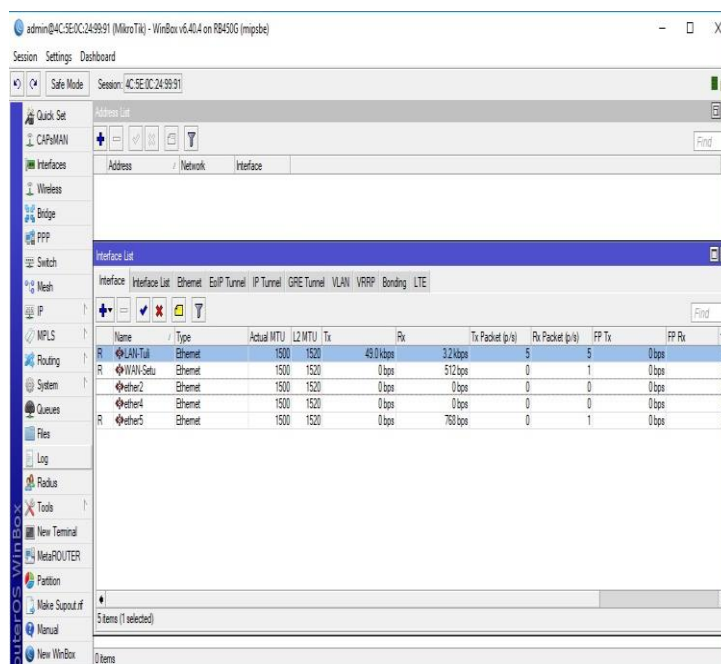 admin@4C:5E:0C:24:99:91 (MikroTik) - WinBox v6.40.4 on RB450G (mipsbe)
Session Settings Dashboard
Safe Mode Session: 4C:5E:0C:24:99:91
Quick Set
CAPsMAN
Interfaces
Wireless
Bridge
PPP
Switch
Mesh
IP
MPLS
Routing
System
Queues
Files
Log
Radius
Tools
New Terminal
MetaROUTER
Partition
Make Supout.rif
Manual
New WinBox
RouterOS WinBox
Address List
Find
Address Network Interface
Interface List
Interface Interface List Ethernet EoIP Tunnel IP Tunnel GRE Tunnel VLAN VRRP Bonding LTE
Find
Name Type Actual MTU L2 MTU Tx Rx Tx Packet (p/s) Rx Packet (p/s) FP Tx FP Rx
R LAN-Tuli Ethernet 1500 1520 49.0 kbps 3.2 kbps 5 5 0 bps
R WAN-Setu Ethernet 1500 1520 0 bps 512 bps 0 1 0 bps
ether2 Ethernet 1500 1520 0 bps 0 bps 0 0 0 bps
ether4 Ethernet 1500 1520 0 bps 0 bps 0 0 0 bps
R ether5 Ethernet 1500 1520 0 bps 768 bps 0 1 0 bps
5 items (1 selected)
0 items